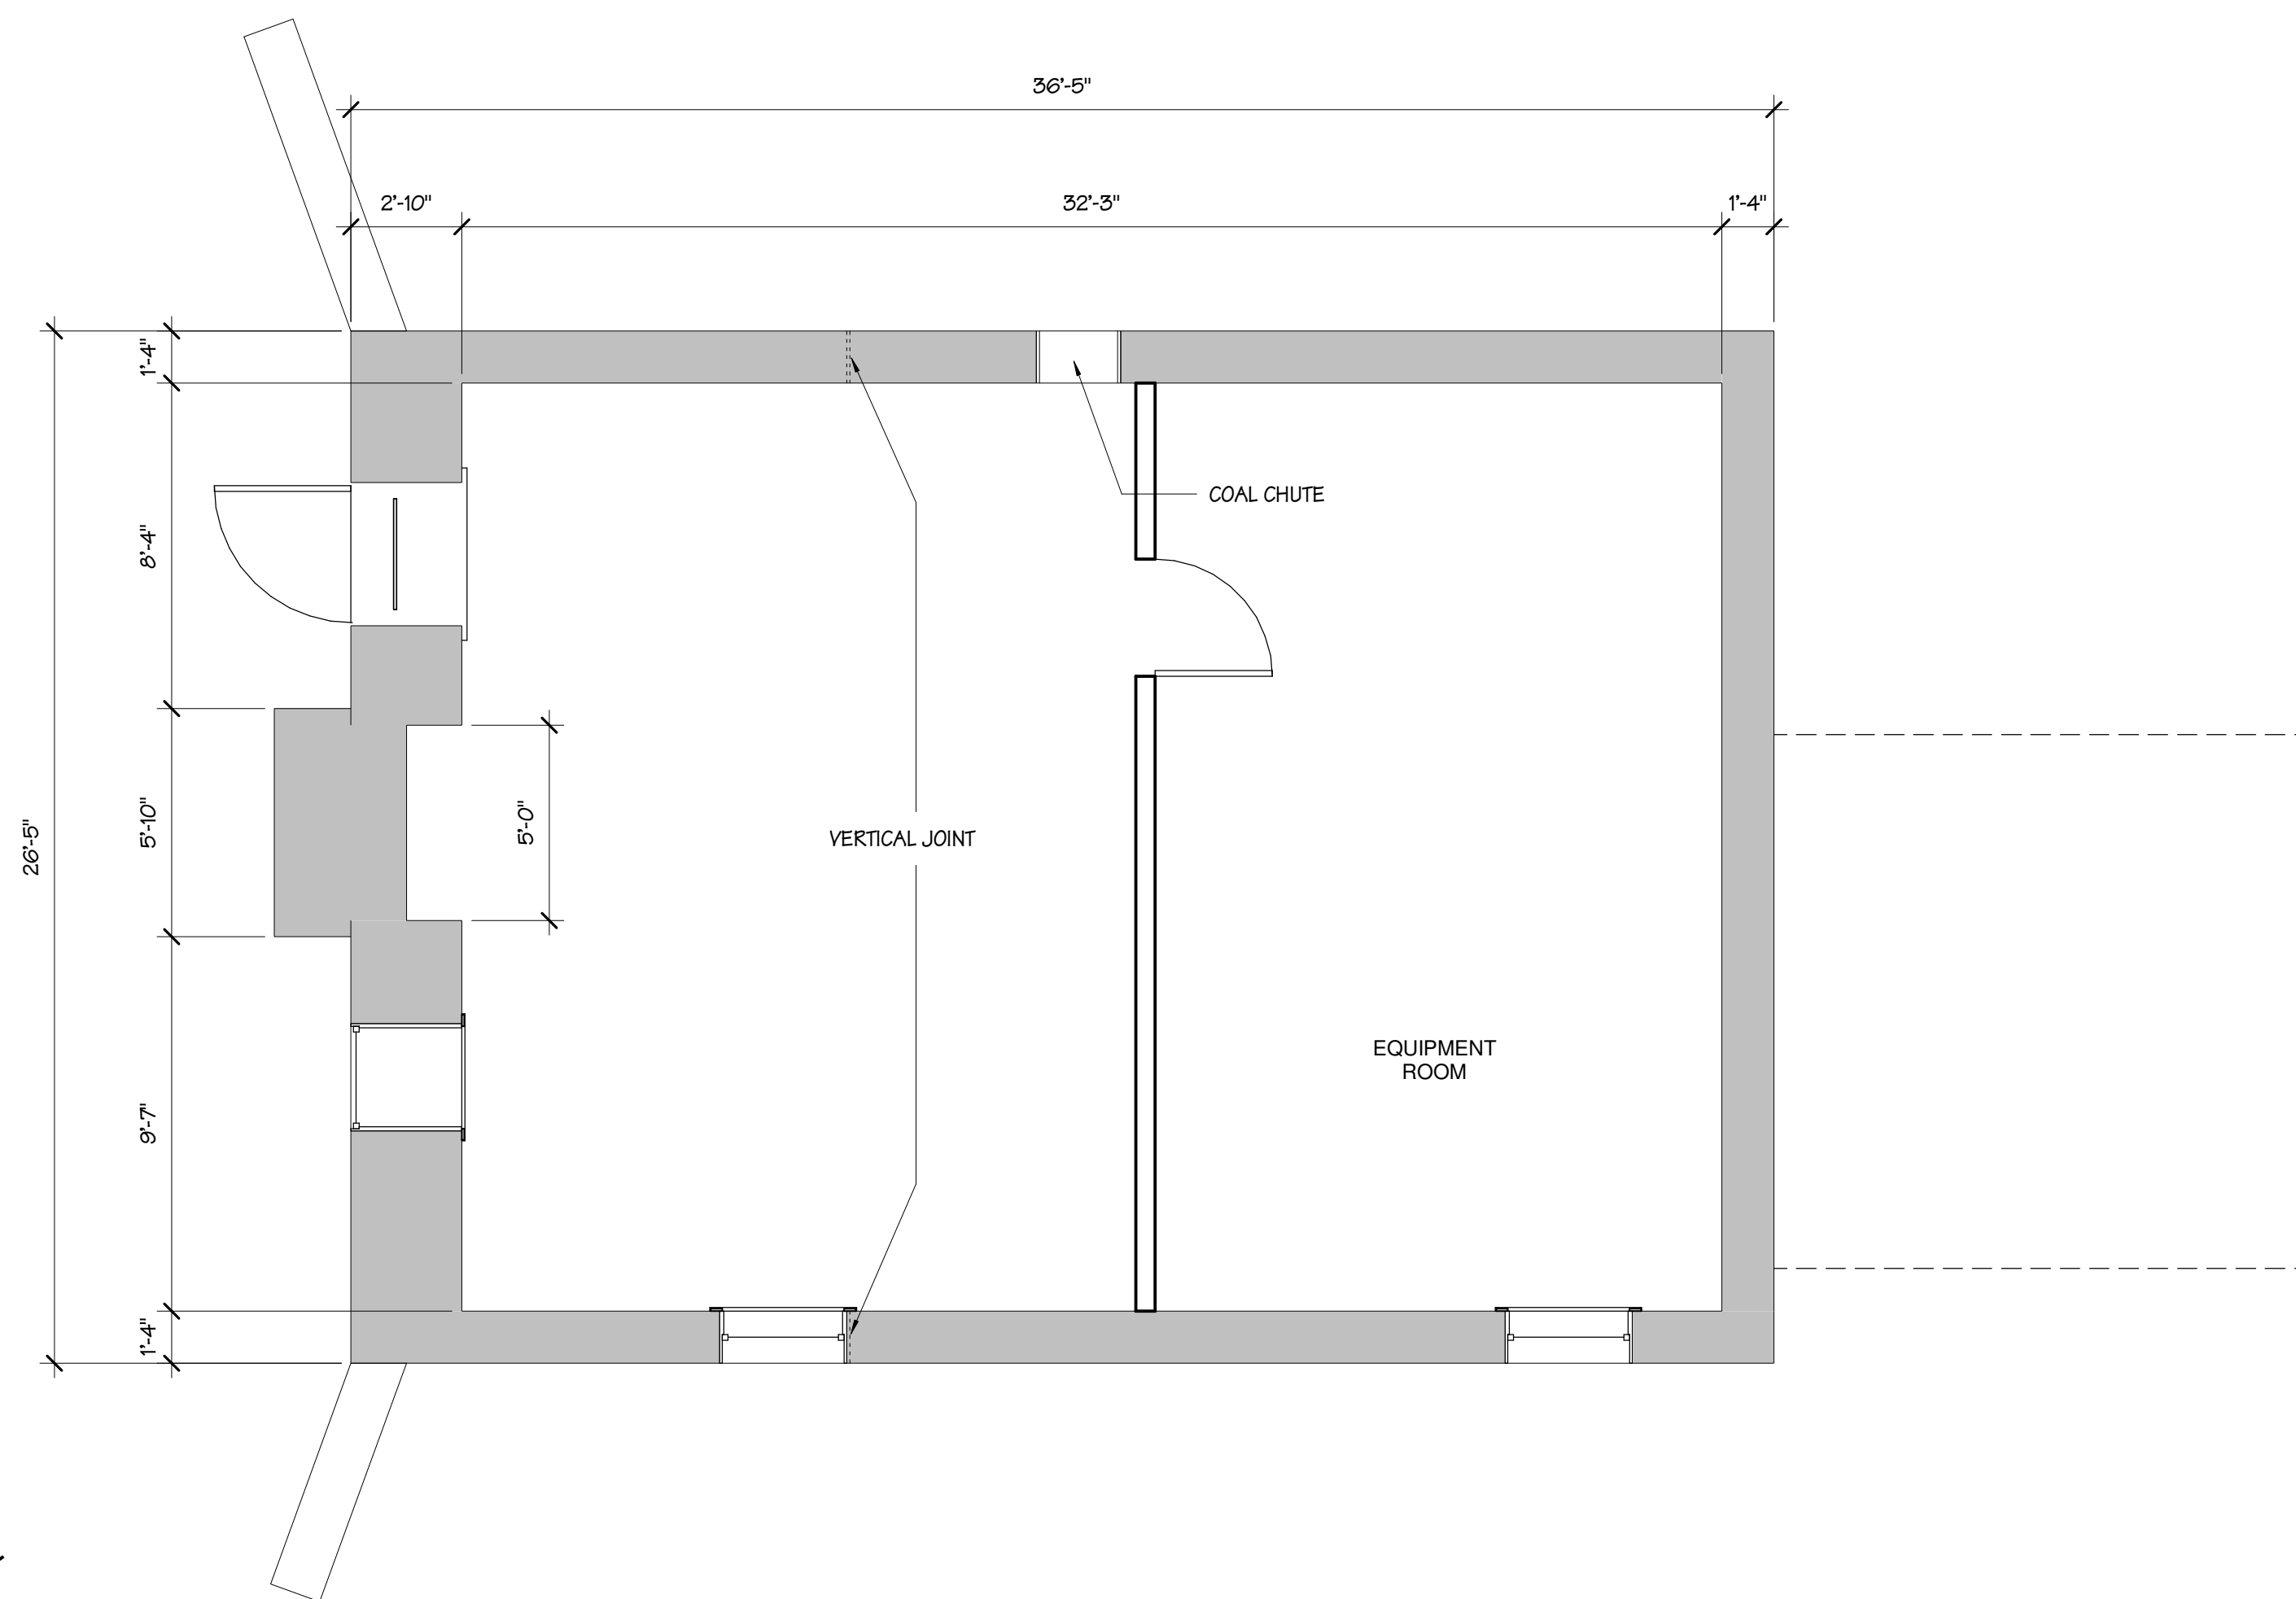 36'-5"
2'-10"
32'-3"
1'-4"
1'-4"
8'-4"
COAL CHUTE
26'-5"
5'-10"
5'-0"
VERTICAL JOINT
EQUIPMENT
ROOM
9'-7"
1'-4"